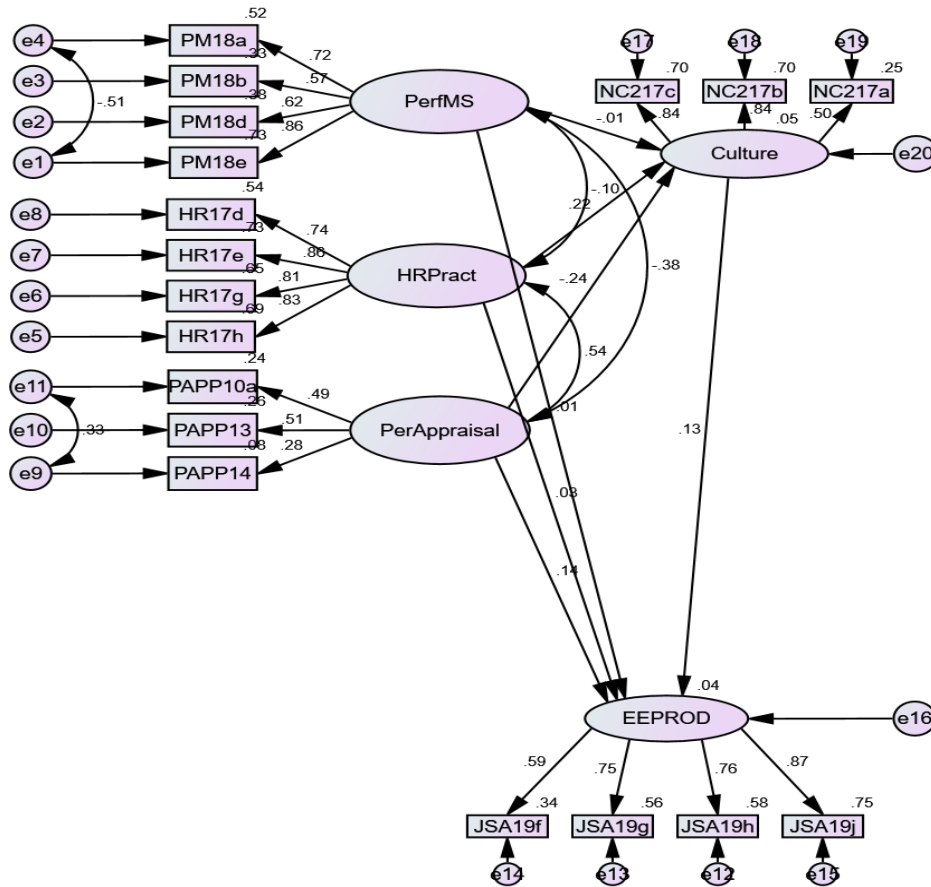 .52
e4 PM18a
.33
.72
e3 PM18b
.57
.38
e2 PM18d
.62
.73
e1 PM18e
.86
-.51
PerfMS
e17 e18 e19
.70 .70 .25
NC217c NC217b NC217a
.84 .84 .05 .50
-.01
Culture
e20
.54
e8 HR17d
.74
.73
e7 HR17e
.86
.65
e6 HR17g
.81
.69
e5 HR17h
.83
HRPract
-.10
.22
-.24
-.38
.54
.24
e11 PAPP10a
.49
.26
e10 PAPP13
.51
.08
e9 PAPP14
.28
.33
PerAppraisal
.01
.13
.03
.14
.04
EEPROD
e16
.59 .75 .76 .87
.34 .56 .58 .75
JSA19f JSA19g JSA19h JSA19j
e14 e13 e12 e15